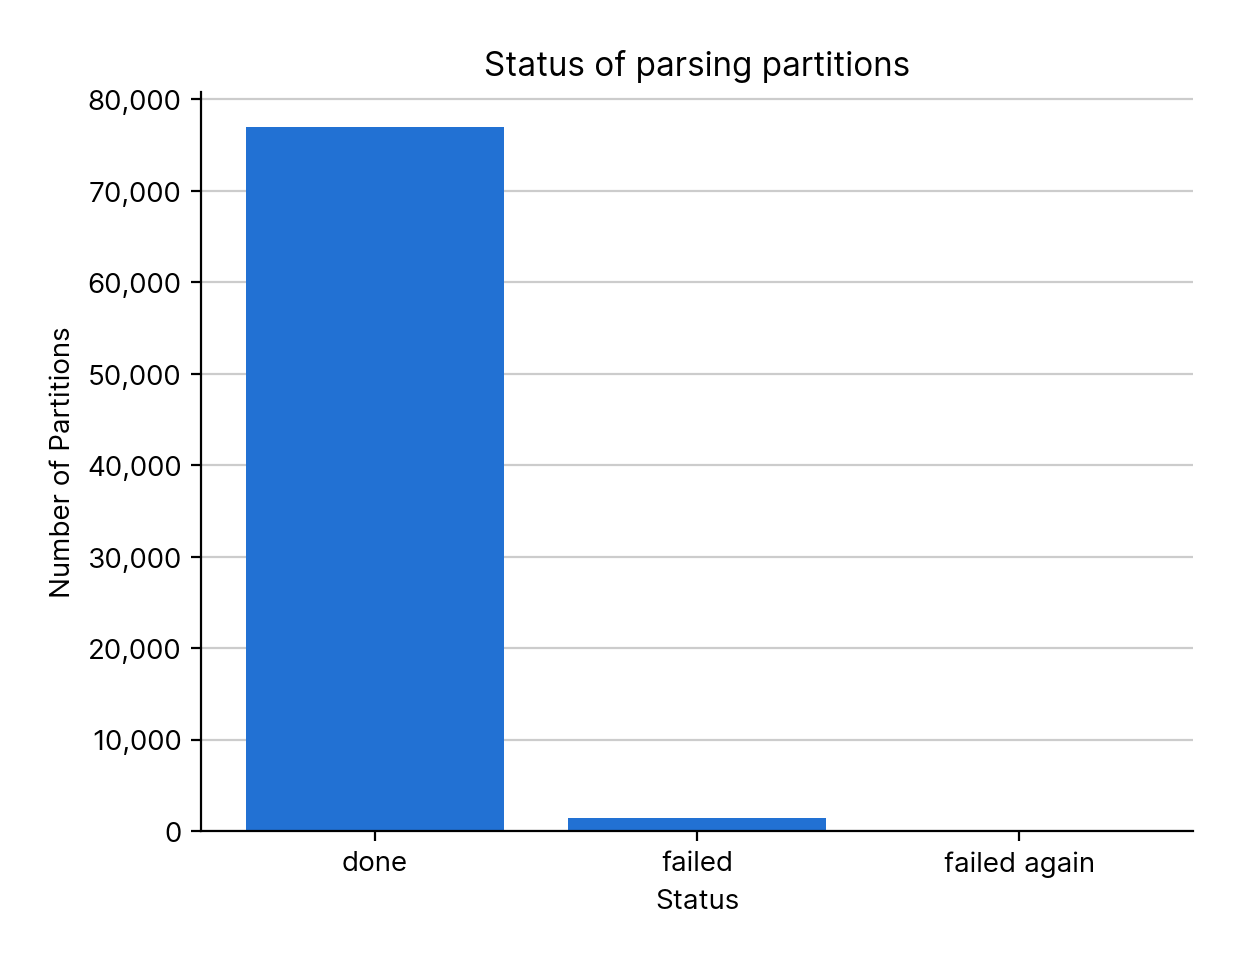 Status of parsing partitions
80,000
70,000
60,000
50,000
40,000
30,000
20,000
10,000
0
Number of Partitions
done
failed
failed again
Status